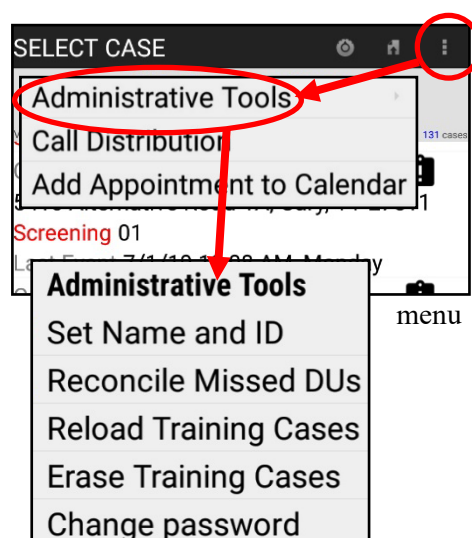 SELECT CASE
Administrative Tools
131 cases
Call Distribution
Add Appointment to Calendar
Screening 01
Monday
menu
Administrative Tools
Set Name and ID
Reconcile Missed DUs
Reload Training Cases
Erase Training Cases
Change password